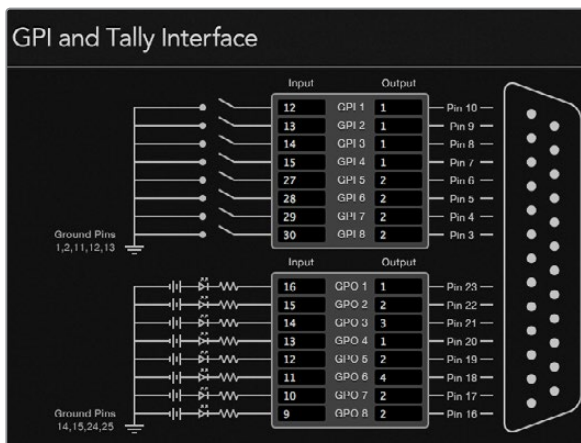 GPI and Tally Interface
Input Output
12 GPI 1 1 Pin 10
13 GPI 2 1 Pin 9
14 GPI 3 1 Pin 8
15 GPI 4 1 Pin 7
27 GPI 5 2 Pin 6
28 GPI 6 2 Pin 5
29 GPI 7 2 Pin 4
30 GPI 8 2 Pin 3
Ground Pins
1,2,11,12,13
Input Output
16 GPO 1 1 Pin 23
15 GPO 2 2 Pin 22
14 GPO 3 3 Pin 21
13 GPO 4 1 Pin 20
12 GPO 5 2 Pin 19
11 GPO 6 4 Pin 18
10 GPO 7 2 Pin 17
9 GPO 8 2 Pin 16
Ground Pins
14,15,24,25